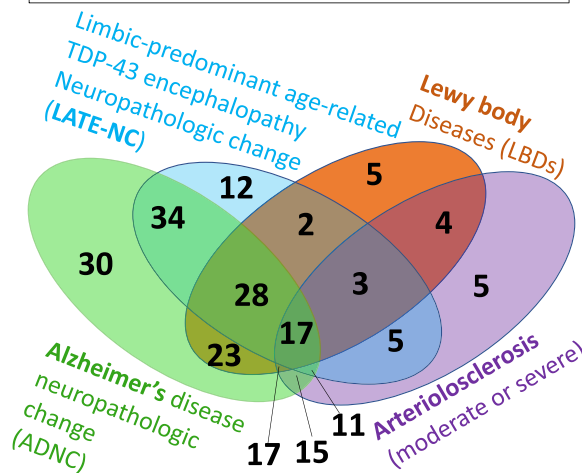 Limbic-predominant age-related
TDP-43 encephalopathy
Neuropathologic change
(LATE-NC)
Lewy body
Diseases (LBDs)
12
5
34
2
4
30
28
3
5
17
23
5
Alzheimer's disease
neuropathologic
change
(ADNC)
Arteriolosclerosis
(moderate or severe)
11
17
15